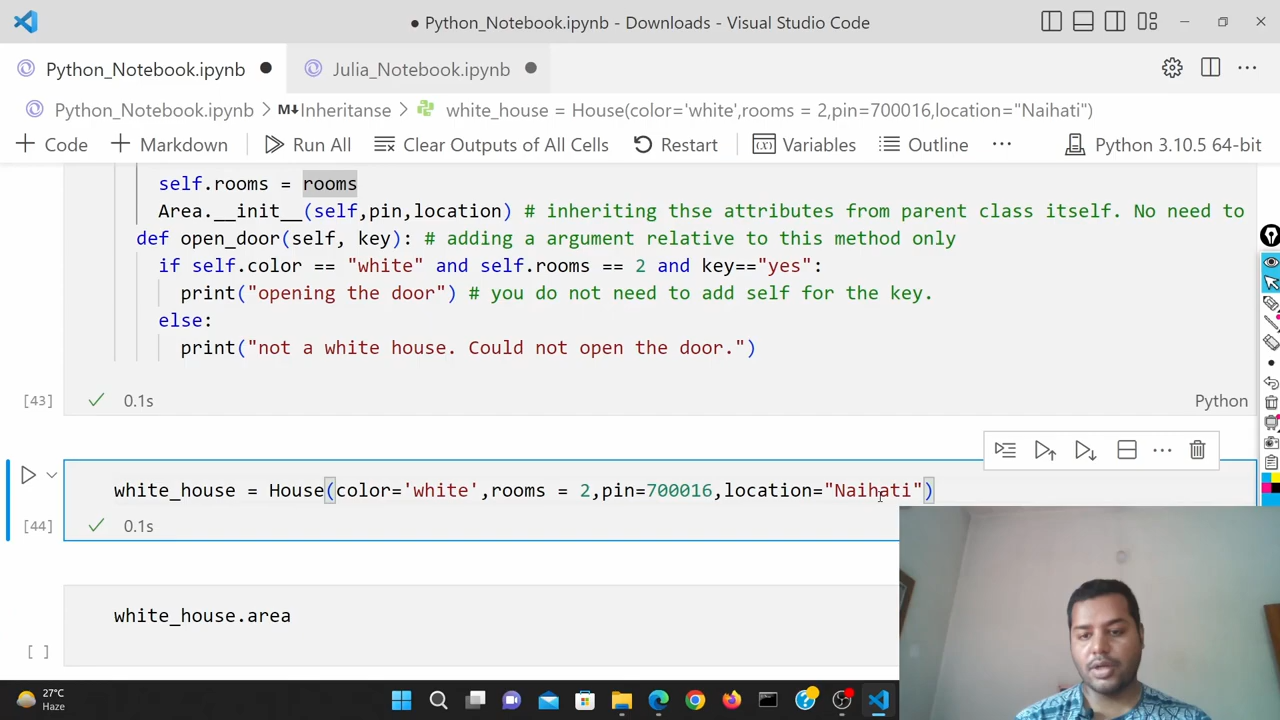 ● Python_Notebook.ipynb - Downloads - Visual Studio Code
Python_Notebook.ipynb ●
Julia_Notebook.ipynb ●
Python_Notebook.ipynb > M↓Inheritanse > white_house = House(color='white',rooms = 2,pin=700016,location="Naihati")
+ Code + Markdown Run All Clear Outputs of All Cells Restart (x) Variables Outline ··· Python 3.10.5 64-bit
self.rooms = rooms
Area.__init__(self,pin,location) # inheriting thse attributes from parent class itself. No need to
def open_door(self, key): # adding a argument relative to this method only
if self.color == "white" and self.rooms == 2 and key=="yes":
print("opening the door") # you do not need to add self for the key.
else:
print("not a white house. Could not open the door.")
[43] 0.1s Python
white_house = House(color='white',rooms = 2,pin=700016,location="Naihati")
[44] 0.1s
white_house.area
[ ]
27°C
Haze